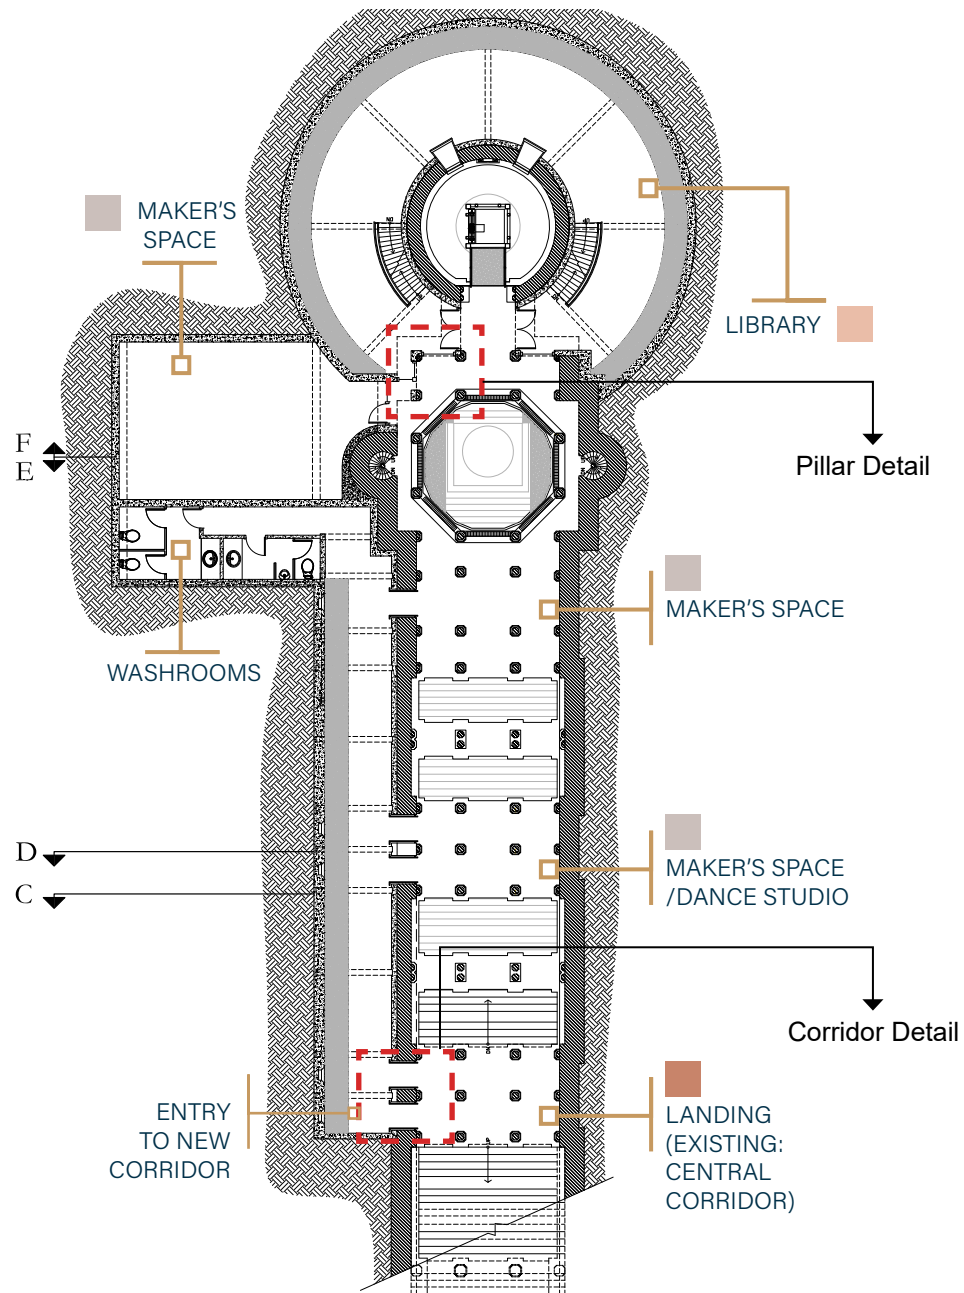 MAKER'S
SPACE
LIBRARY
F
E
Pillar Detail
MAKER'S SPACE
WASHROOMS
D
C
MAKER'S SPACE
/DANCE STUDIO
Corridor Detail
ENTRY
TO NEW
CORRIDOR
LANDING
(EXISTING:
CENTRAL
CORRIDOR)